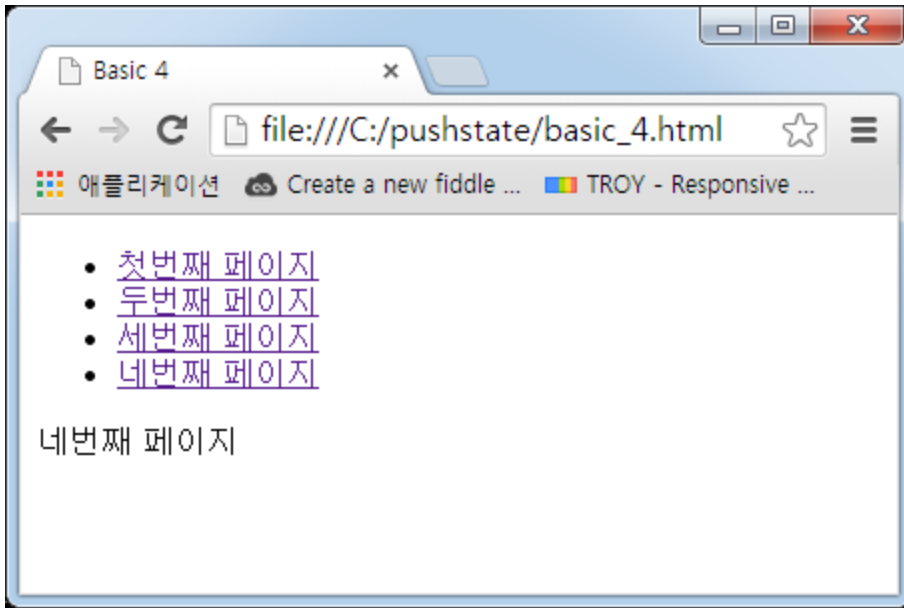 Basic 4
file:///C:/pushstate/basic_4.html
애플리케이션 Create a new fiddle ... TROY - Responsive ...
첫번째 페이지
두번째 페이지
세번째 페이지
네번째 페이지
네번째 페이지